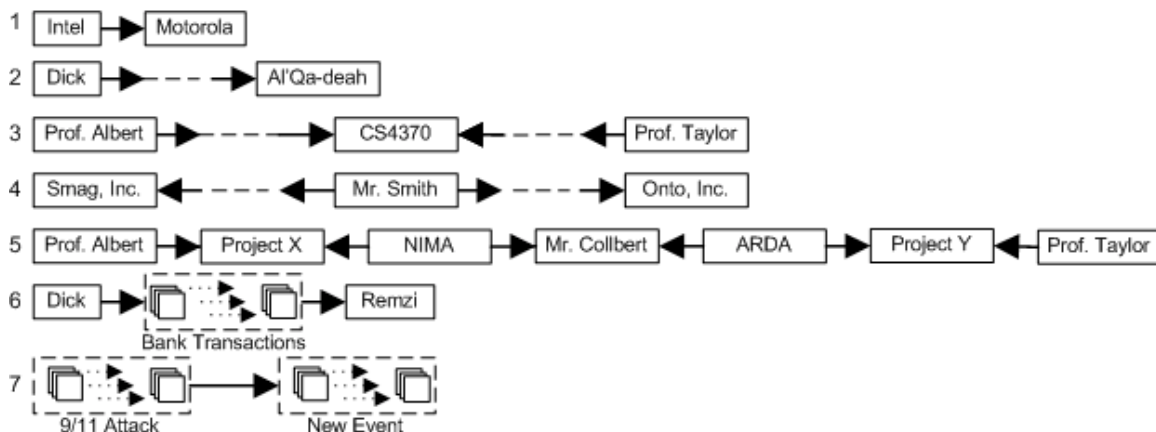 1 Intel Motorola
2 Dick Al'Qa-deah
3 Prof. Albert CS4370 Prof. Taylor
4 Smag, Inc. Mr. Smith Onto, Inc.
5 Prof. Albert Project X NIMA Mr. Collbert ARDA Project Y Prof. Taylor
6 Dick Remzi
Bank Transactions
7
9/11 Attack New Event